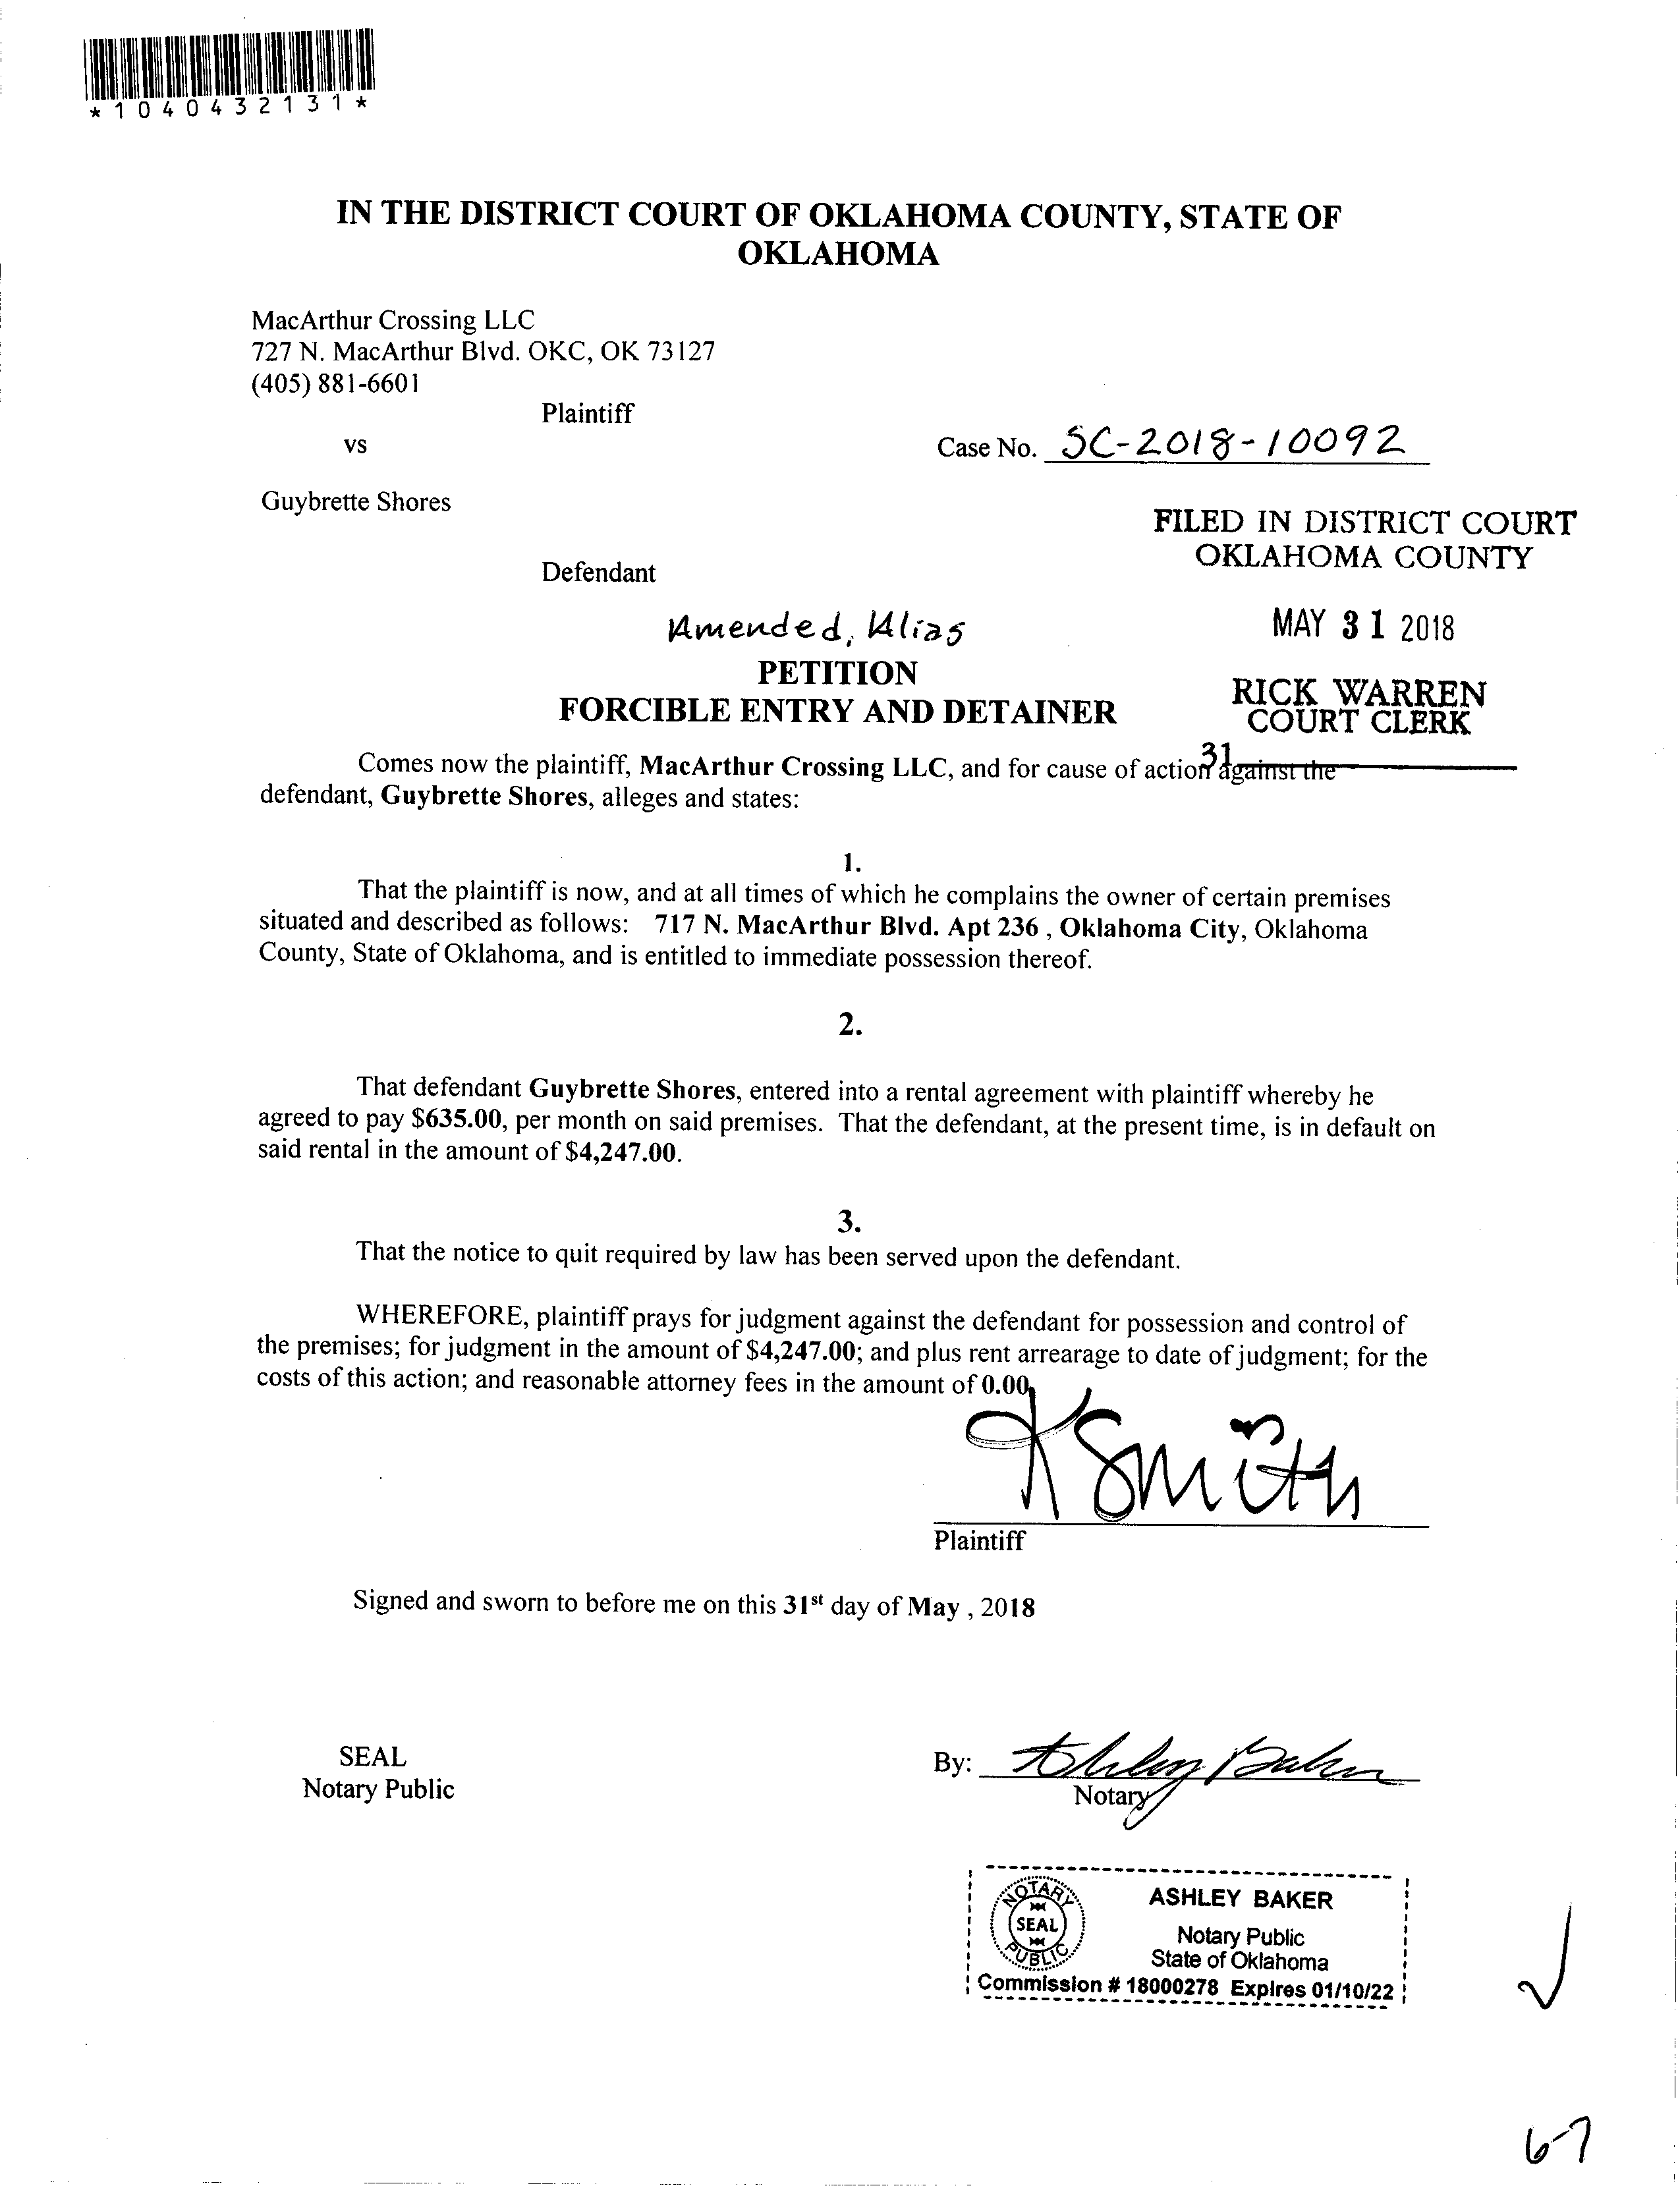 *1040432131*
IN THE DISTRICT COURT OF OKLAHOMA COUNTY, STATE OF
OKLAHOMA
MacArthur Crossing LLC
727 N. MacArthur Blvd. OKC, OK 73127
(405) 881-6601
Plaintiff
vs
Case No. SC-2018-10092
Guybrette Shores
FILED IN DISTRICT COURT
OKLAHOMA COUNTY
Defendant
Amended, Alias
MAY 31 2018
PETITION
FORCIBLE ENTRY AND DETAINER
RICK WARREN
COURT CLERK
31
Comes now the plaintiff, MacArthur Crossing LLC, and for cause of action against the
defendant, Guybrette Shores, alleges and states:
1.
That the plaintiff is now, and at all times of which he complains the owner of certain premises
situated and described as follows: 717 N. MacArthur Blvd. Apt 236 , Oklahoma City, Oklahoma
County, State of Oklahoma, and is entitled to immediate possession thereof.
2.
That defendant Guybrette Shores, entered into a rental agreement with plaintiff whereby he
agreed to pay $635.00, per month on said premises. That the defendant, at the present time, is in default on
said rental in the amount of $4,247.00.
3.
That the notice to quit required by law has been served upon the defendant.
WHEREFORE, plaintiff prays for judgment against the defendant for possession and control of
the premises; for judgment in the amount of $4,247.00; and plus rent arrearage to date of judgment; for the
costs of this action; and reasonable attorney fees in the amount of 0.00.
K Smith
Plaintiff
Signed and sworn to before me on this 31st day of May , 2018
SEAL
Notary Public
By: Ashley Baker
Notary
NOTARY
SEAL
PUBLIC
ASHLEY BAKER
Notary Public
State of Oklahoma
Commission # 18000278 Expires 01/10/22
6-7